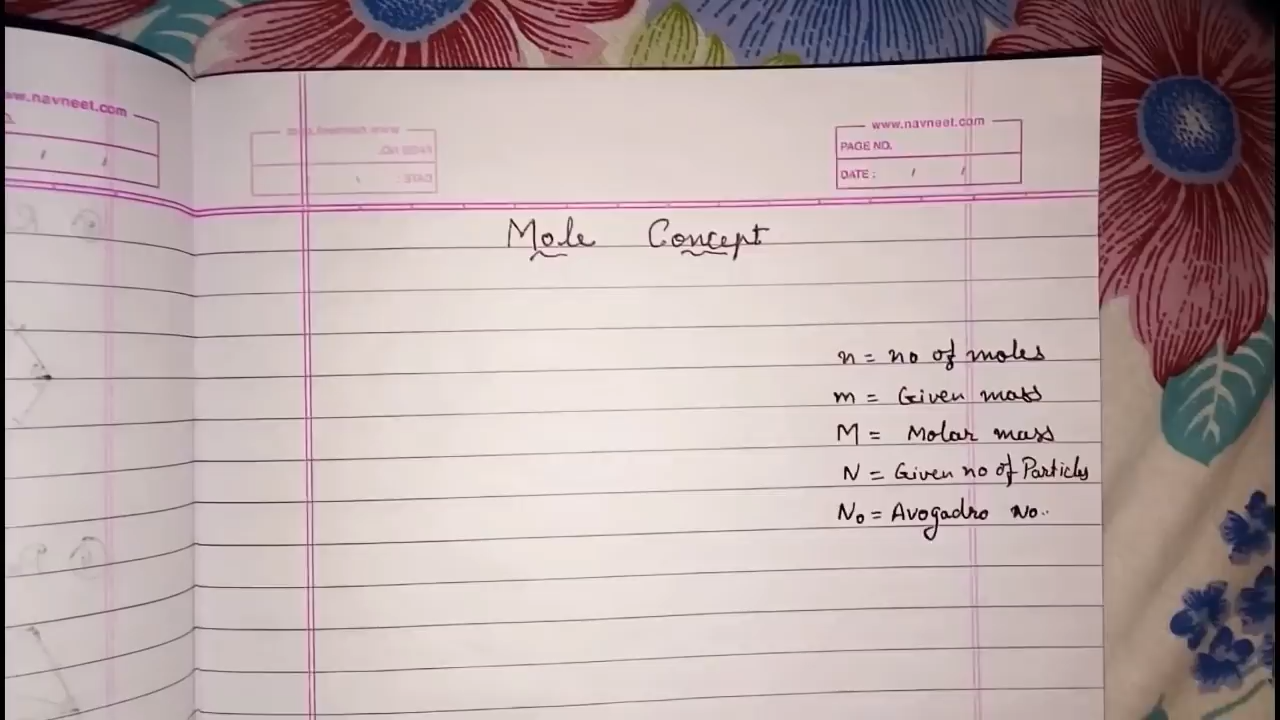 ww.navneet.com
www.navneet.com
PAGE NO.
DATE : / /
Mole Concept
n = no of moles
m = Given mass
M = Molar mass
N = Given no of Particles
N₀ = Avogadro No.